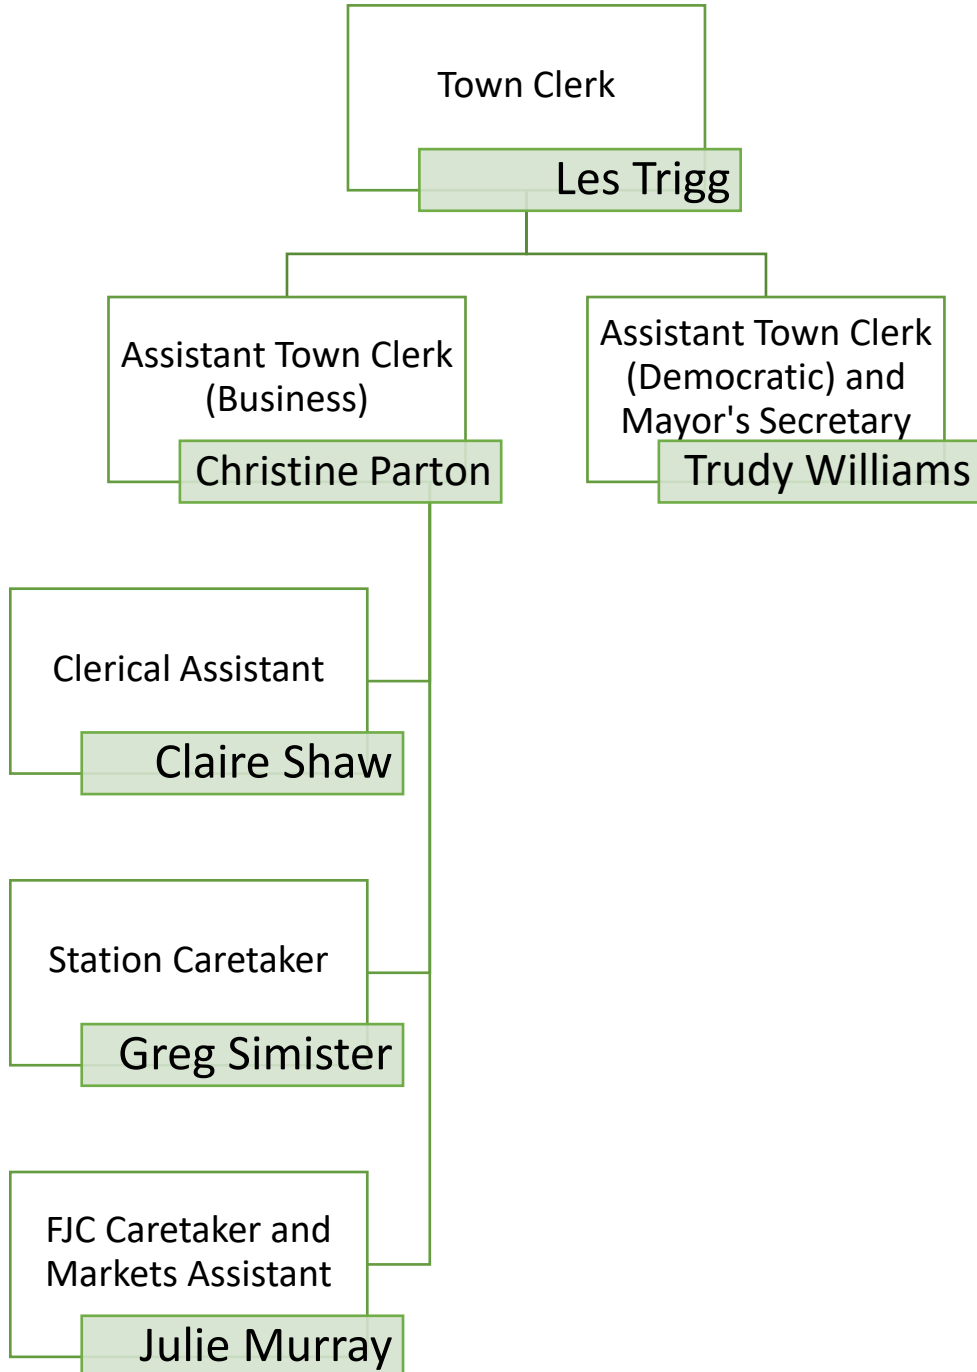 Town Clerk
Les Trigg
Assistant Town Clerk
(Business)
Christine Parton
Assistant Town Clerk
(Democratic) and
Mayor's Secretary
Trudy Williams
Clerical Assistant
Claire Shaw
Station Caretaker
Greg Simister
FJC Caretaker and
Markets Assistant
Julie Murray